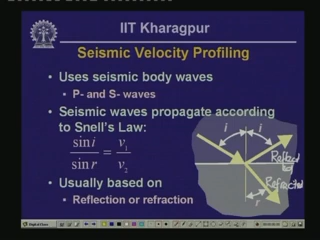 IIT Kharagpur
Seismic Velocity Profiling
• Uses seismic body waves
• P- and S- waves
• Seismic waves propagate according
to Snell's Law:
sin i / sin r = v₁ / v₂
i i
Reflected
Refracted
r
• Usually based on
• Reflection or refraction